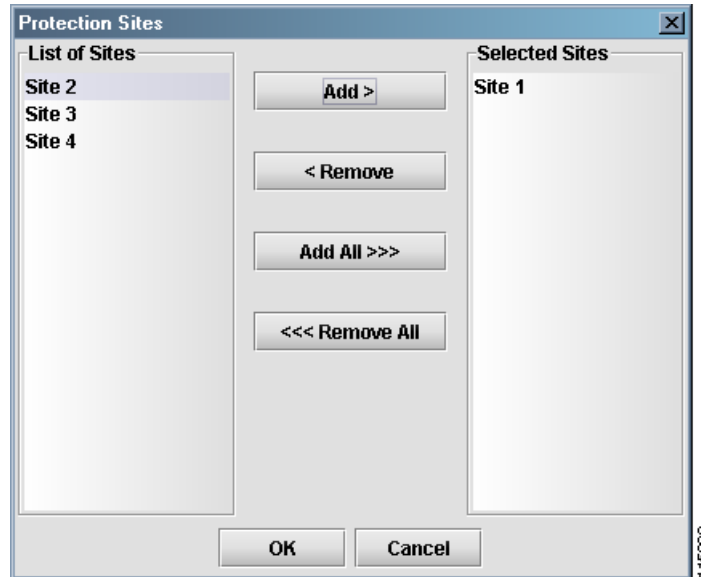 Protection Sites
List of Sites
Site 2
Site 3
Site 4
Add >
< Remove
Add All >>>
<<< Remove All
Selected Sites
Site 1
OK
Cancel